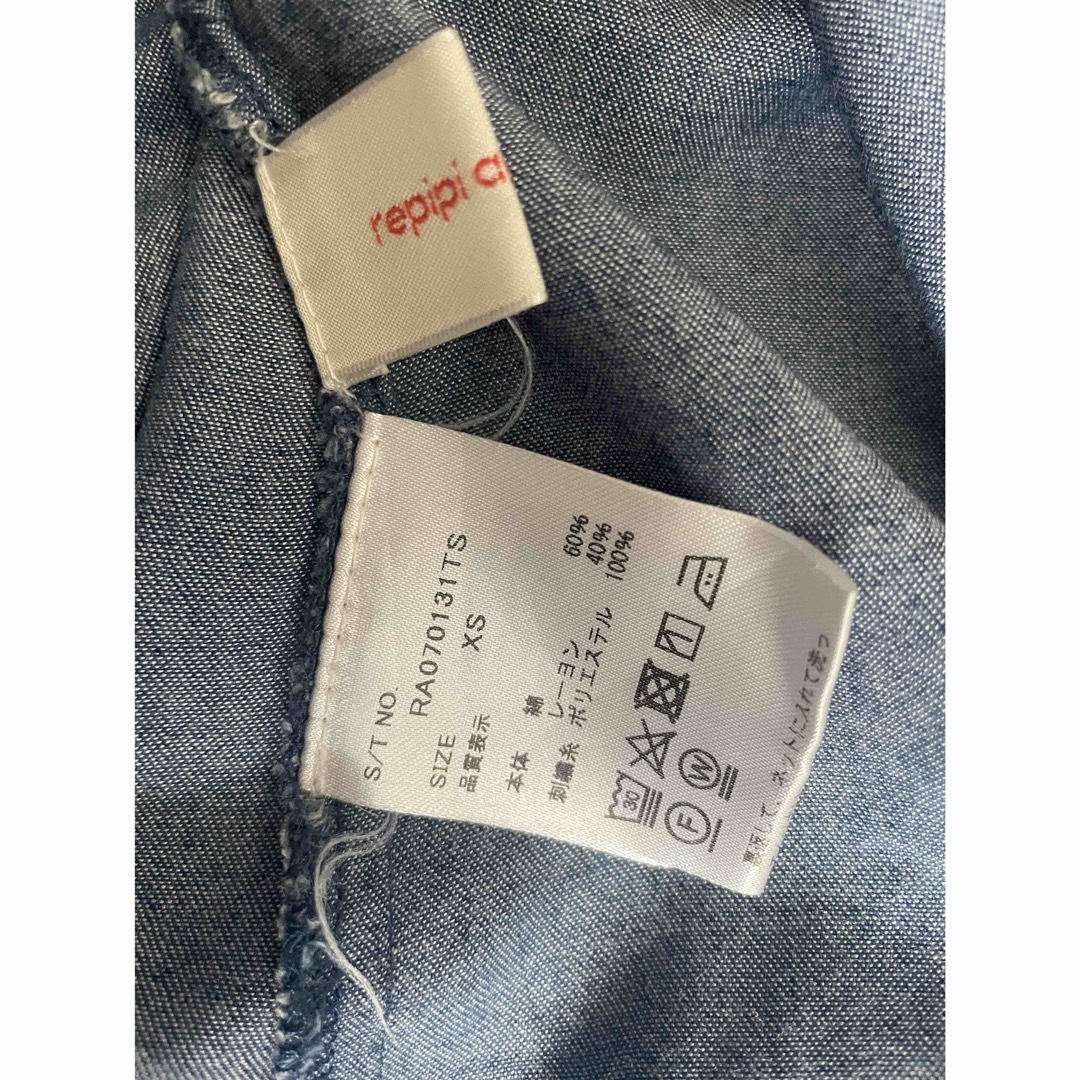 repipi a
S/T NO.
RA070131TS
SIZE XS
品質表示
本体 綿 60%
レーヨン 40%
刺繍糸 ポリエステル 100%
30
F W
裏返して、ネットに入れて洗っ